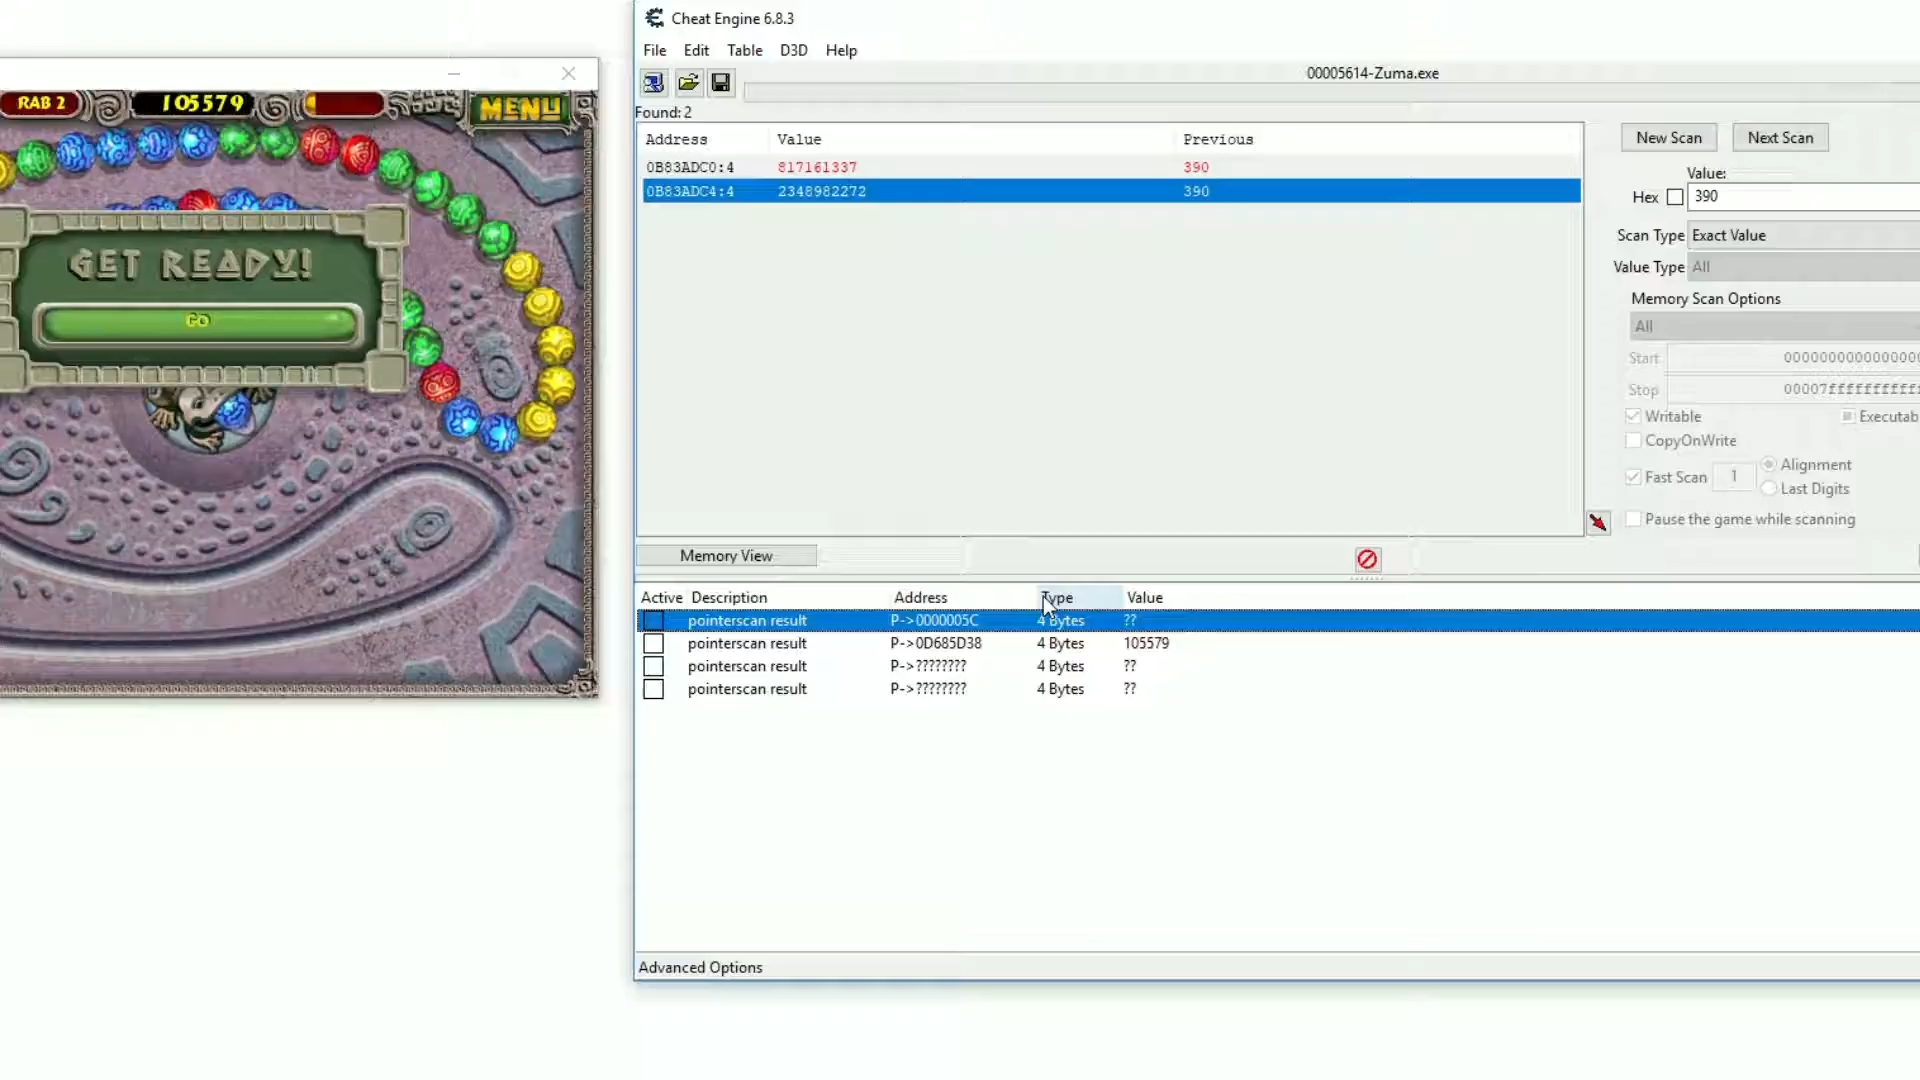 Cheat Engine 6.8.3
File Edit Table D3D Help
00005614-Zuma.exe
RAB 2 105579 MENU
Found: 2
Address Value Previous
0B83ADC0:4 817161337 390
0B83ADC4:4 2348982272 390
New Scan Next Scan
Value:
Hex 390
Scan Type Exact Value
Value Type All
Memory Scan Options
All
Start 0000000000000000
Stop 00007fffffffffff
Writable Executab
CopyOnWrite
Fast Scan 1 Alignment
Last Digits
Pause the game while scanning
GET READY!
GO
Memory View
Active Description Address Type Value
pointerscan result P->0000005C 4 Bytes ??
pointerscan result P->0D685D38 4 Bytes 105579
pointerscan result P->???????? 4 Bytes ??
pointerscan result P->???????? 4 Bytes ??
Advanced Options